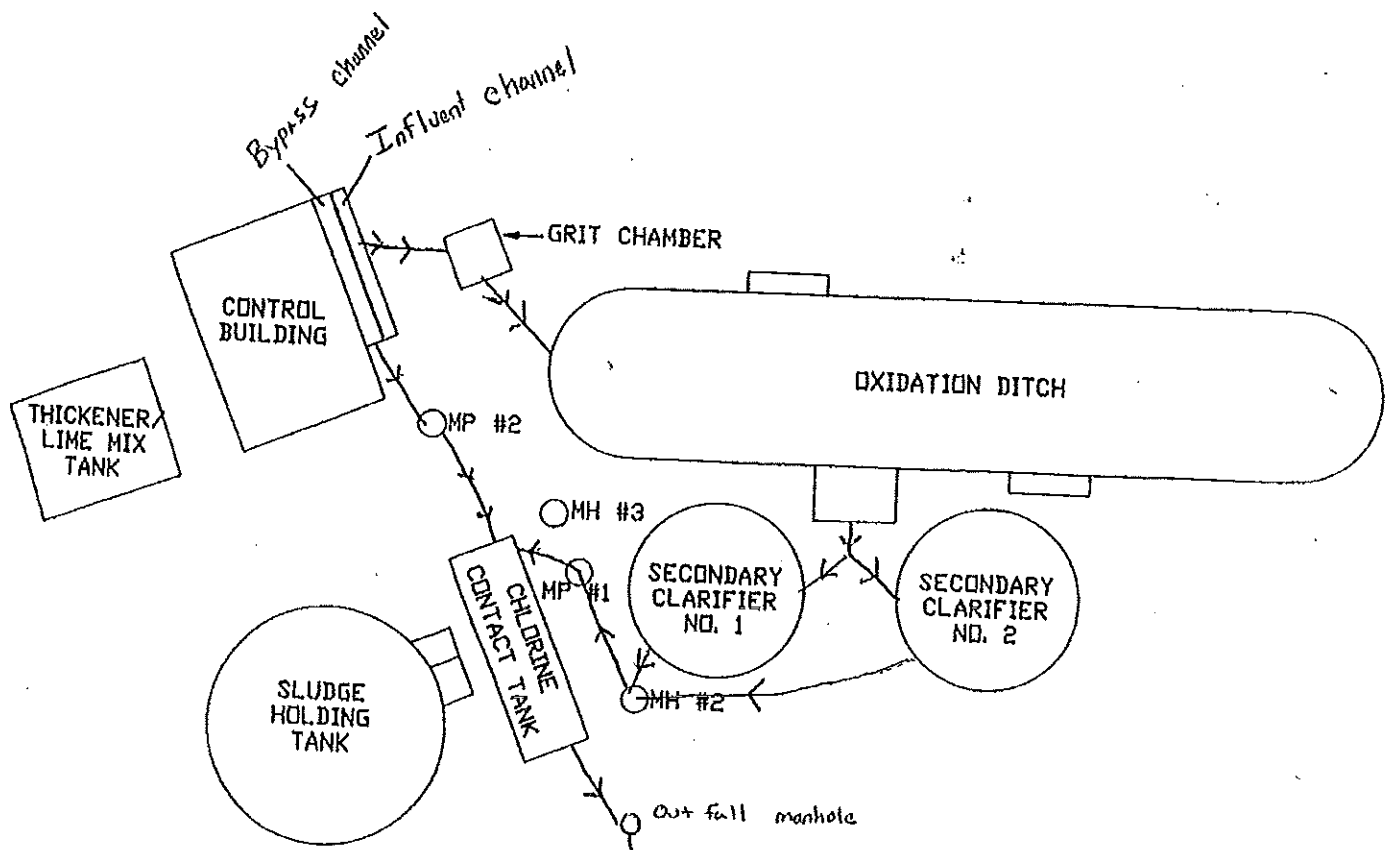 Bypass channel
Influent channel
GRIT CHAMBER
CONTROL
BUILDING
OXIDATION DITCH
THICKENER/
LIME MIX
TANK
MP #2
MH #3
MP #1
CHLORINE
CONTACT TANK
SECONDARY
CLARIFIER
NO. 1
SECONDARY
CLARIFIER
NO. 2
SLUDGE
HOLDING
TANK
MH #2
Out fall manhole